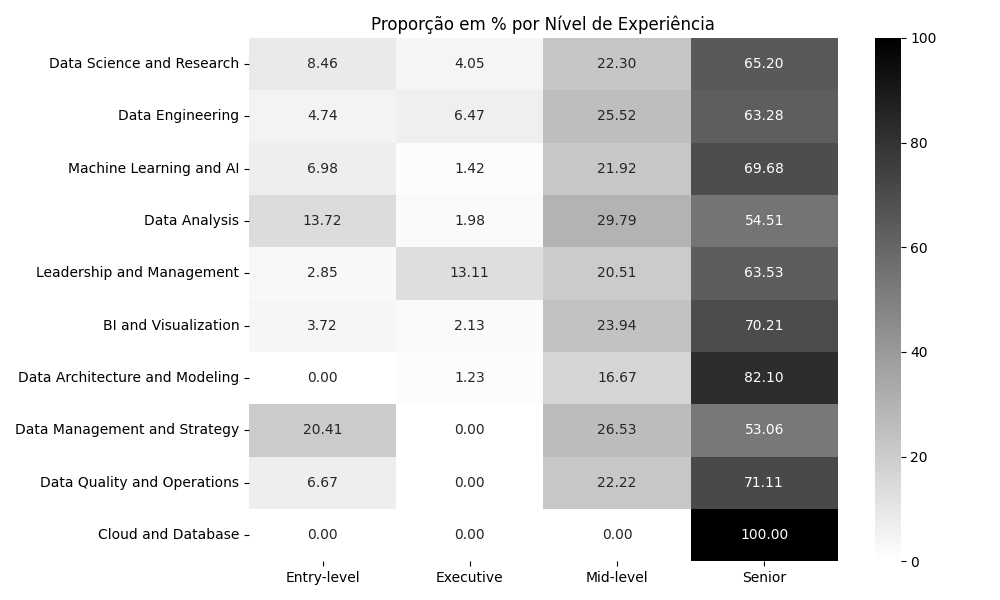 Proporção em % por Nível de Experiência
Data Science and Research 8.46 4.05 22.30 65.20
Data Engineering 4.74 6.47 25.52 63.28
Machine Learning and AI 6.98 1.42 21.92 69.68
Data Analysis 13.72 1.98 29.79 54.51
Leadership and Management 2.85 13.11 20.51 63.53
BI and Visualization 3.72 2.13 23.94 70.21
Data Architecture and Modeling 0.00 1.23 16.67 82.10
Data Management and Strategy 20.41 0.00 26.53 53.06
Data Quality and Operations 6.67 0.00 22.22 71.11
Cloud and Database 0.00 0.00 0.00 100.00
Entry-level Executive Mid-level Senior
100
80
60
40
20
0